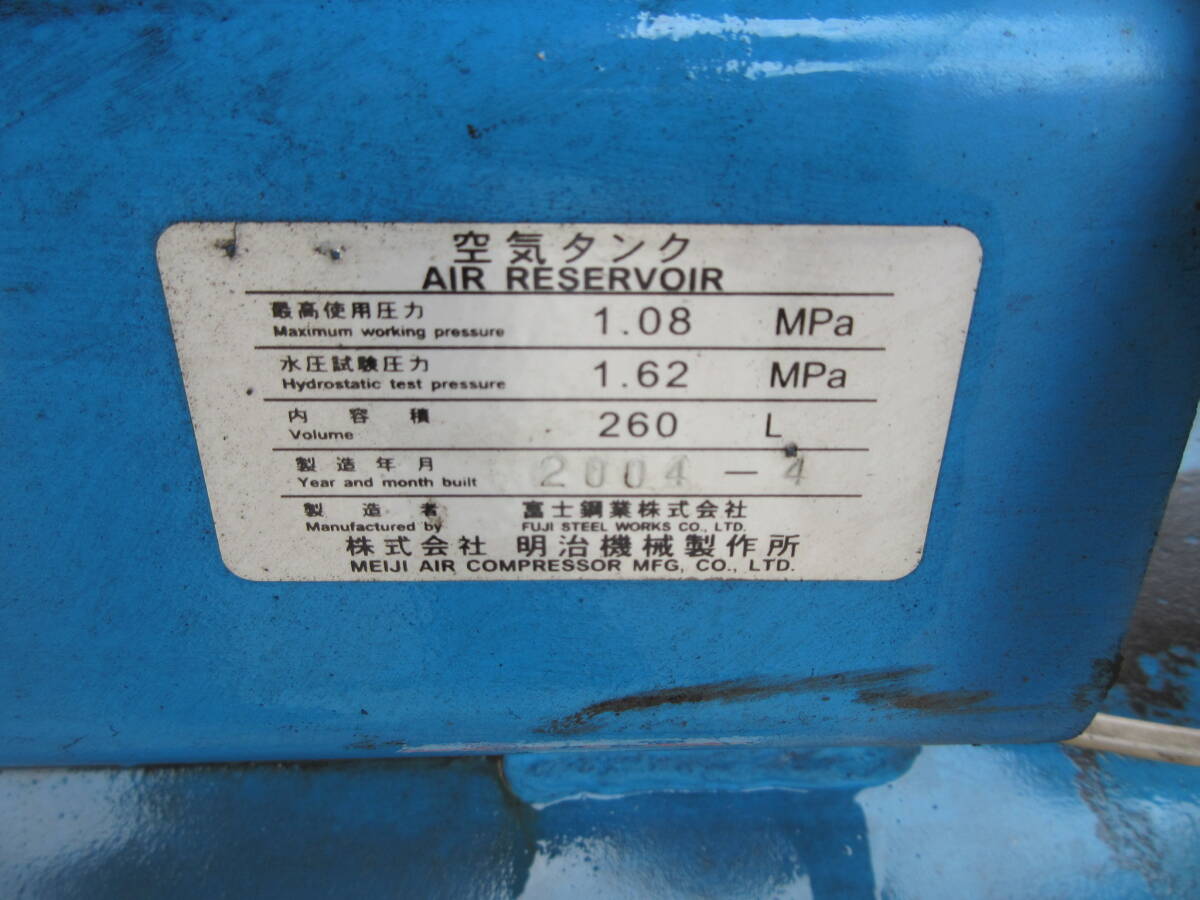 空気タンク
AIR RESERVOIR
最高使用圧力 1.08 MPa
Maximum working pressure
水圧試験圧力 1.62 MPa
Hydrostatic test pressure
内容積 260 L
Volume
製造年月 2004-4
Year and month built
製造者 富士鋼業株式会社
Manufactured by FUJI STEEL WORKS CO., LTD.
株式会社 明治機械製作所
MEIJI AIR COMPRESSOR MFG, CO., LTD.